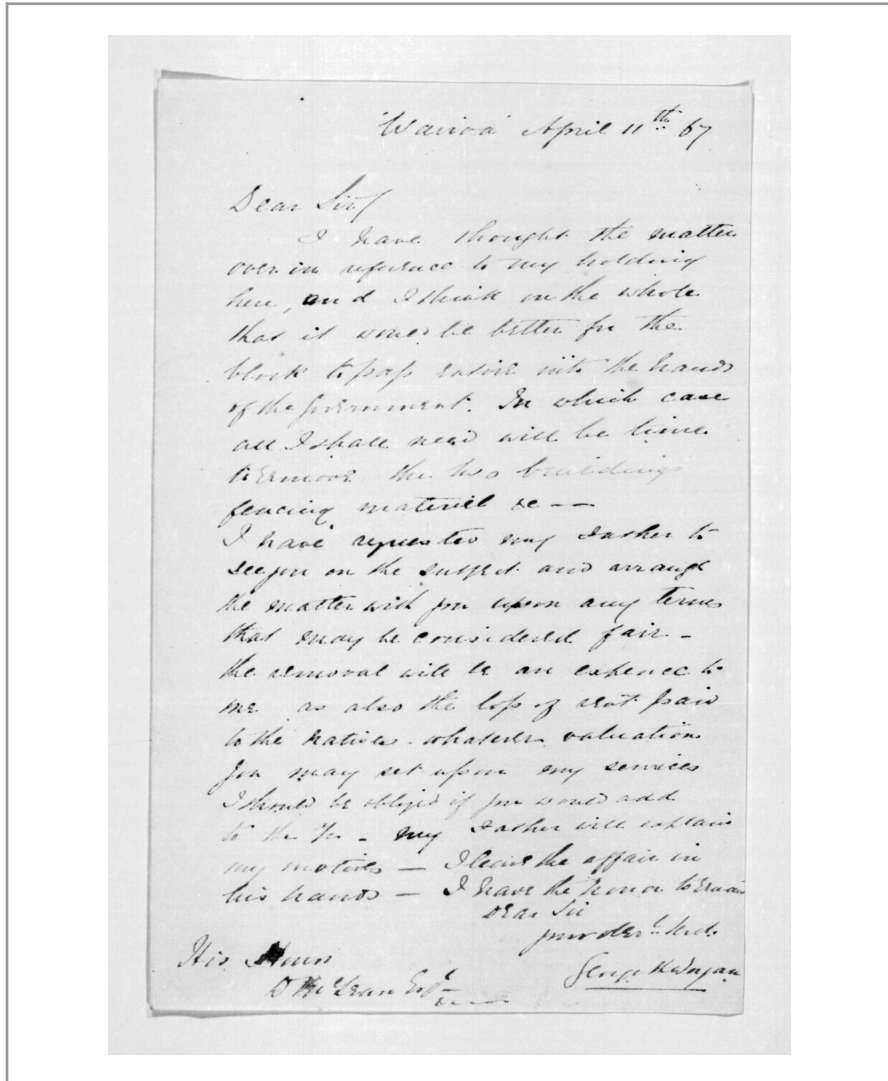 'Wairoa' April 11th 67
Dear Sir/
I have thought the matter
over in reference to my holding
here, and I think on the whole
that it would be better for the
block to pass entire into the hands
of the Government. In which case
all I shall need will be time
to remove the two buildings
fencing material &c --
I have requested my Father to
see you on the subject and arrange
the matter with you upon any terms
that may be considered fair -
the removal will be an expence to
me as also the loss of rent paid
to the natives. whatever valuation
you may set upon my services
I should be obliged if you would add
to the - my Father will explain
my motives — I leave the affair in
his hands — I have the honor to remain
Dear Sir
your obdt. Servt.
George H Worgan
His Honor
D McLean Esqr